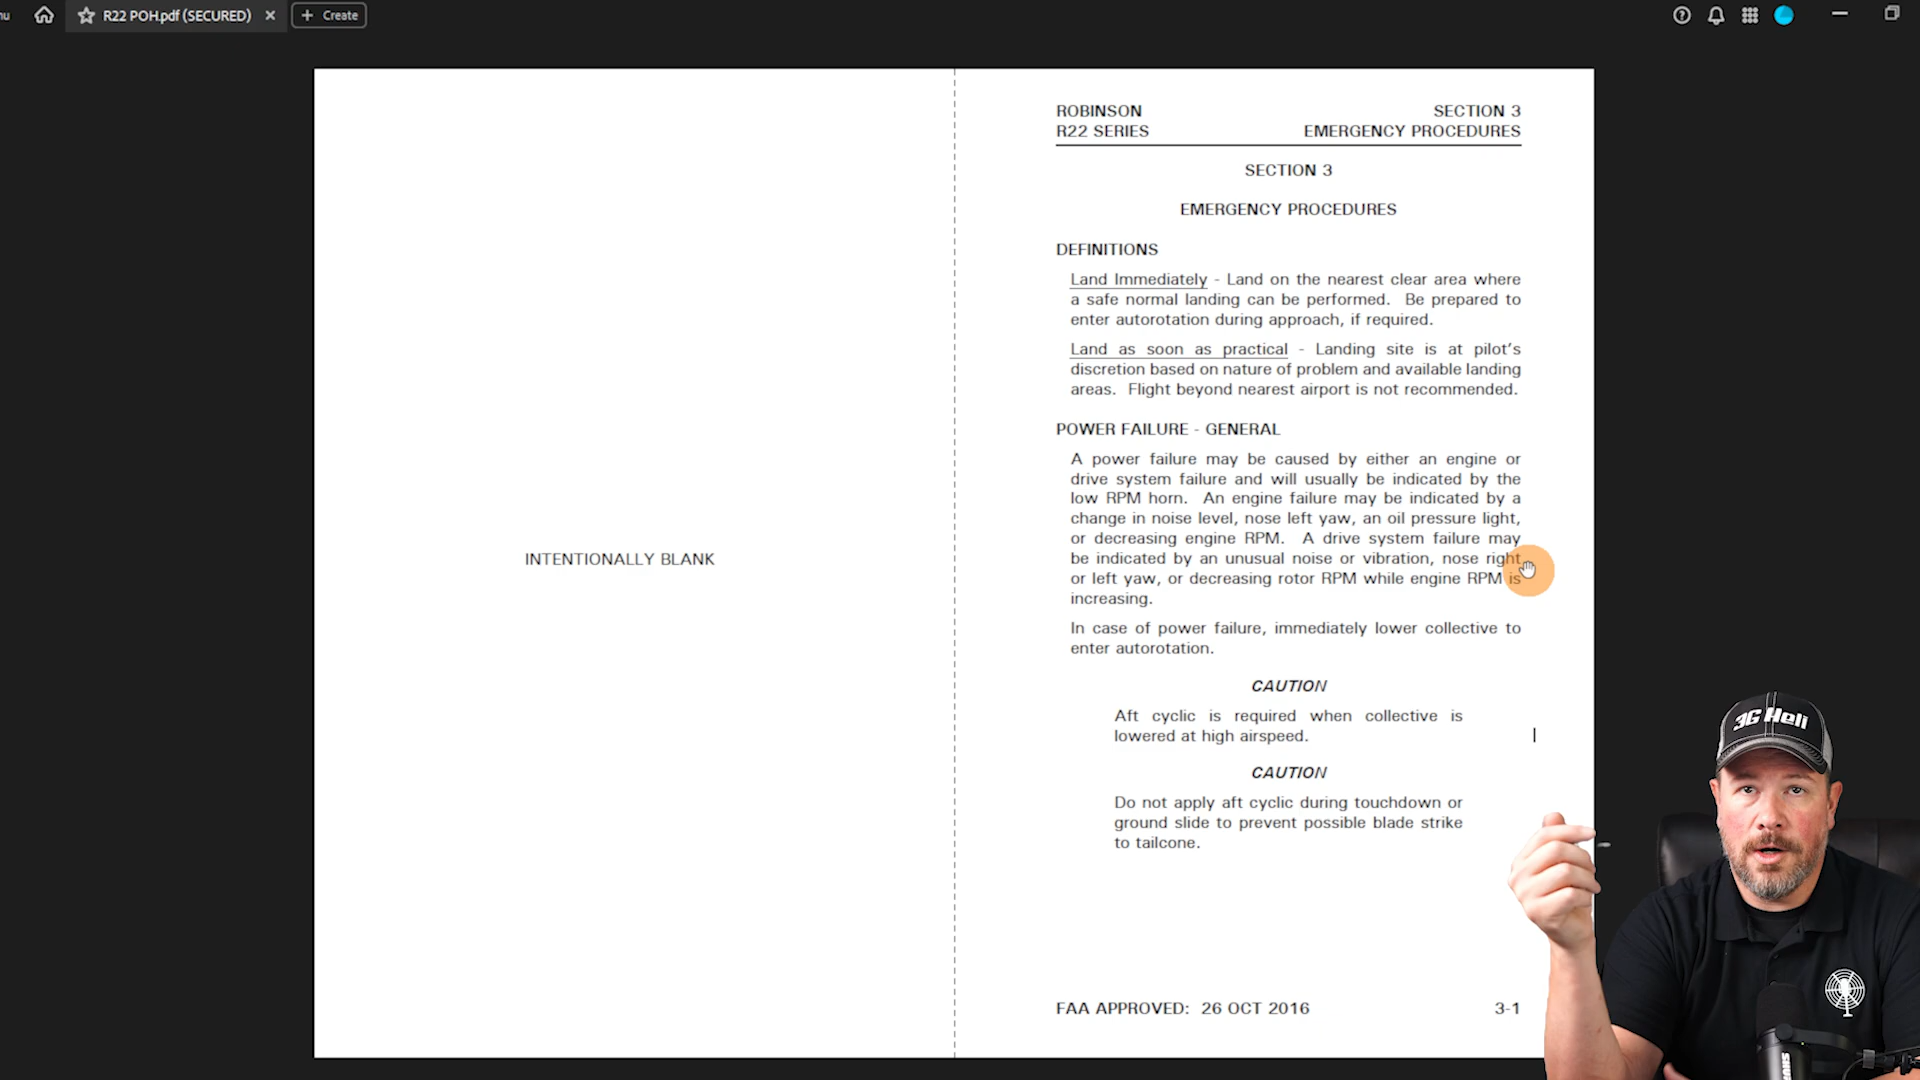 nu
R22 POH.pdf (SECURED)
+ Create
ROBINSON SECTION 3
R22 SERIES EMERGENCY PROCEDURES
SECTION 3
EMERGENCY PROCEDURES
DEFINITIONS
Land Immediately - Land on the nearest clear area where
a safe normal landing can be performed. Be prepared to
enter autorotation during approach, if required.
Land as soon as practical - Landing site is at pilot's
discretion based on nature of problem and available landing
areas. Flight beyond nearest airport is not recommended.
POWER FAILURE - GENERAL
A power failure may be caused by either an engine or
drive system failure and will usually be indicated by the
low RPM horn. An engine failure may be indicated by a
change in noise level, nose left yaw, an oil pressure light,
or decreasing engine RPM. A drive system failure may
be indicated by an unusual noise or vibration, nose right
or left yaw, or decreasing rotor RPM while engine RPM is
increasing.
In case of power failure, immediately lower collective to
enter autorotation.
CAUTION
Aft cyclic is required when collective is
lowered at high airspeed.
CAUTION
Do not apply aft cyclic during touchdown or
ground slide to prevent possible blade strike
to tailcone.
FAA APPROVED: 26 OCT 2016 3-1
INTENTIONALLY BLANK
3G Heli